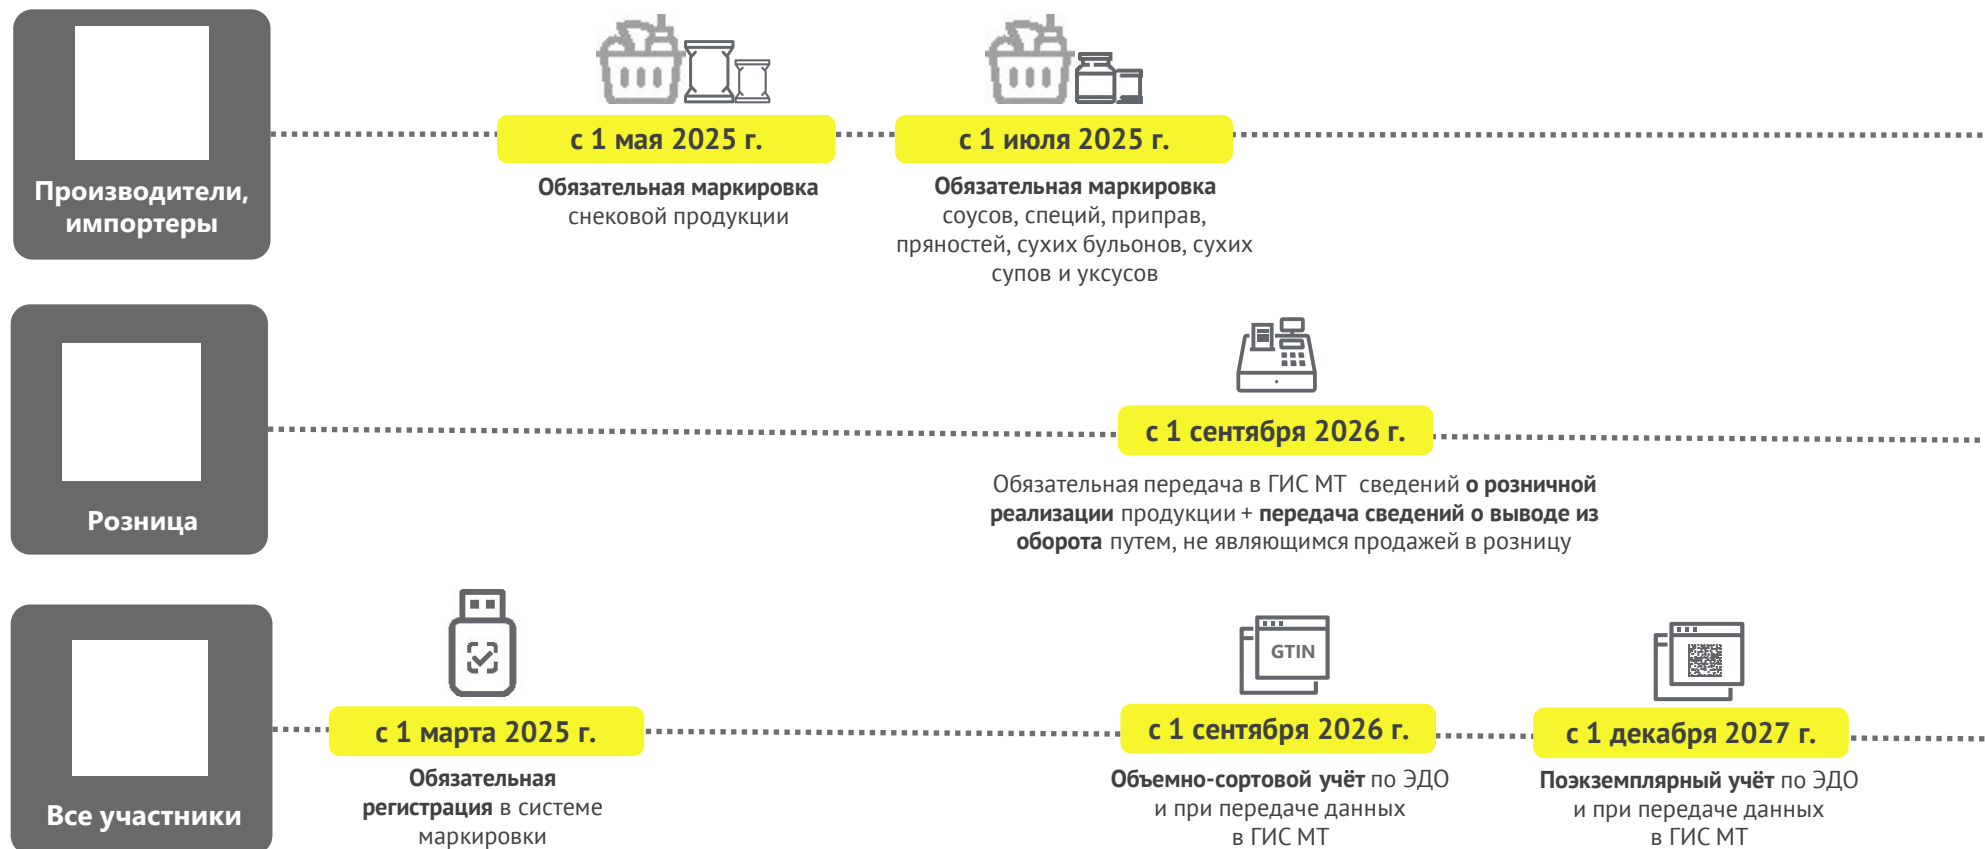 Производители,
импортеры
с 1 мая 2025 г.
Обязательная маркировка
снековой продукции
с 1 июля 2025 г.
Обязательная маркировка
соусов, специй, приправ,
пряностей, сухих бульонов, сухих
супов и уксусов
Розница
с 1 сентября 2026 г.
Обязательная передача в ГИС МТ сведений о розничной
реализации продукции + передача сведений о выводе из
оборота путем, не являющимся продажей в розницу
Все участники
с 1 марта 2025 г.
Обязательная
регистрация в системе
маркировки
GTIN
с 1 сентября 2026 г.
Объемно-сортовой учёт по ЭДО
и при передаче данных
в ГИС МТ
с 1 декабря 2027 г.
Поэкземплярный учёт по ЭДО
и при передаче данных
в ГИС МТ